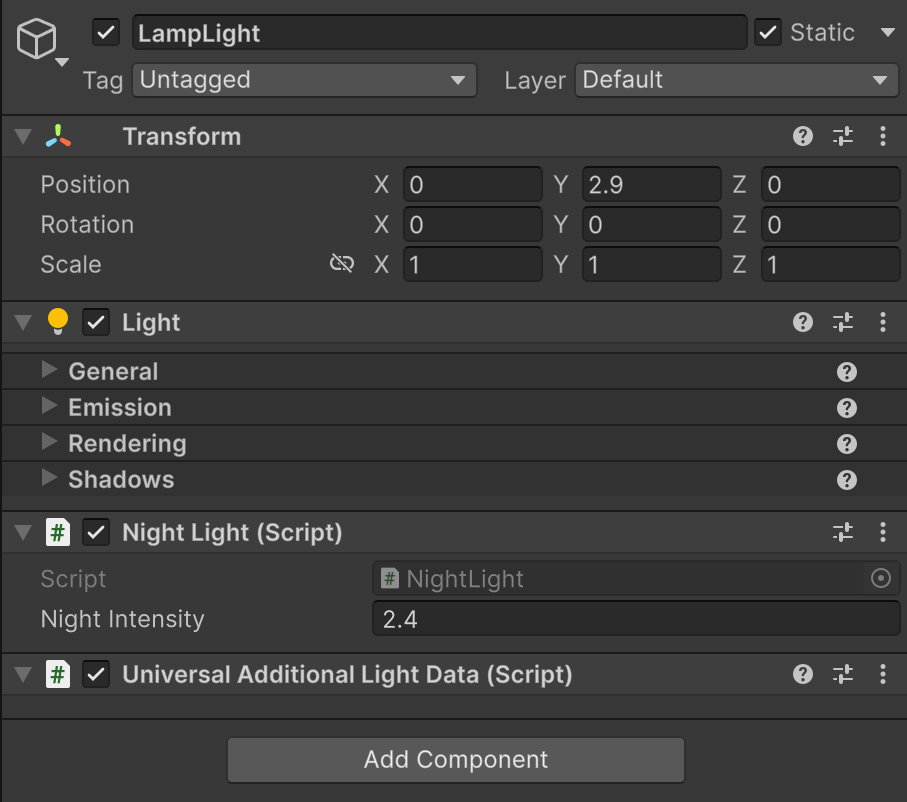 LampLight Static
Tag Untagged Layer Default
Transform
Position X 0 Y 2.9 Z 0
Rotation X 0 Y 0 Z 0
Scale X 1 Y 1 Z 1
Light
General
Emission
Rendering
Shadows
# Night Light (Script)
Script # NightLight
Night Intensity 2.4
# Universal Additional Light Data (Script)
Add Component